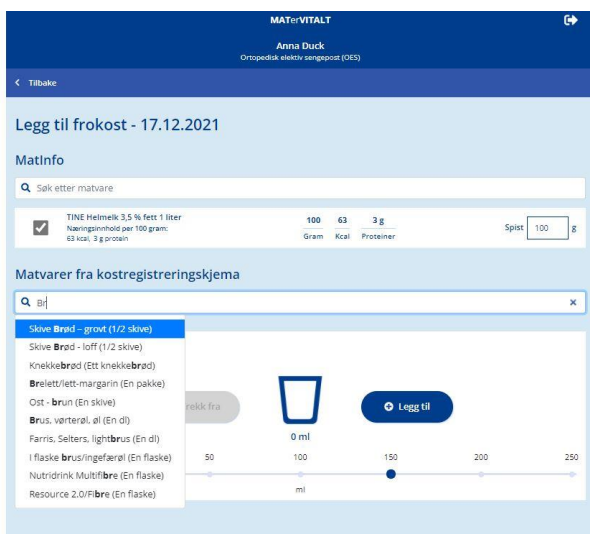 MATerVITALT
Anna Duck
Ortopedisk elektiv sengepost (OES)
Tilbake
Legg til frokost - 17.12.2021
MatInfo
Søk etter matvare
TINE Helmelk 3,5 % fett 1 liter
Næringsinnhold per 100 gram:
63 kcal, 3 g protein
100 63 3 g
Gram Kcal Proteiner
Spist 100 g
Matvarer fra kostregistreringskjema
Br
Skive Brød – grovt (1/2 skive)
Skive Brød - loff (1/2 skive)
Knekkebrød (Ett knekkebrød)
Brelett/lett-margarin (En pakke)
Ost - brun (En skive)
Brus, vørterøl, øl (En dl)
Farris, Selters, lightbrus (En dl)
I flaske brus/ingefærøl (En flaske)
Nutridrink Multifibre (En flaske)
Resource 2.0/Fibre (En flaske)
rekk fra
Legg til
0 ml
50 100 150 200 250
ml